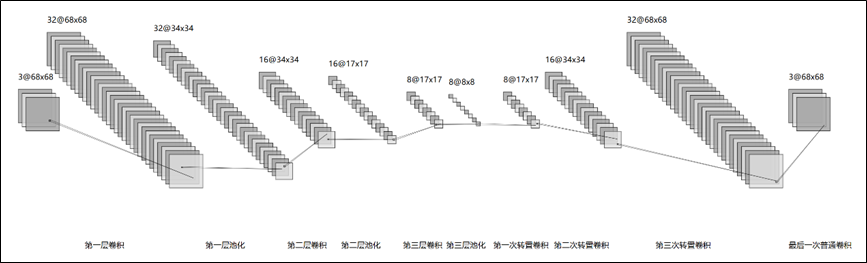 32@68x68
32@68x68
32@34x34
3@68x68
16@34x34
16@17x17
8@17x17
8@8x8
8@17x17
16@34x34
3@68x68
第一层卷积
第一层池化
第二层卷积
第二层池化
第三层卷积
第三层池化
第一次转置卷积
第二次转置卷积
第三次转置卷积
最后一次普通卷积